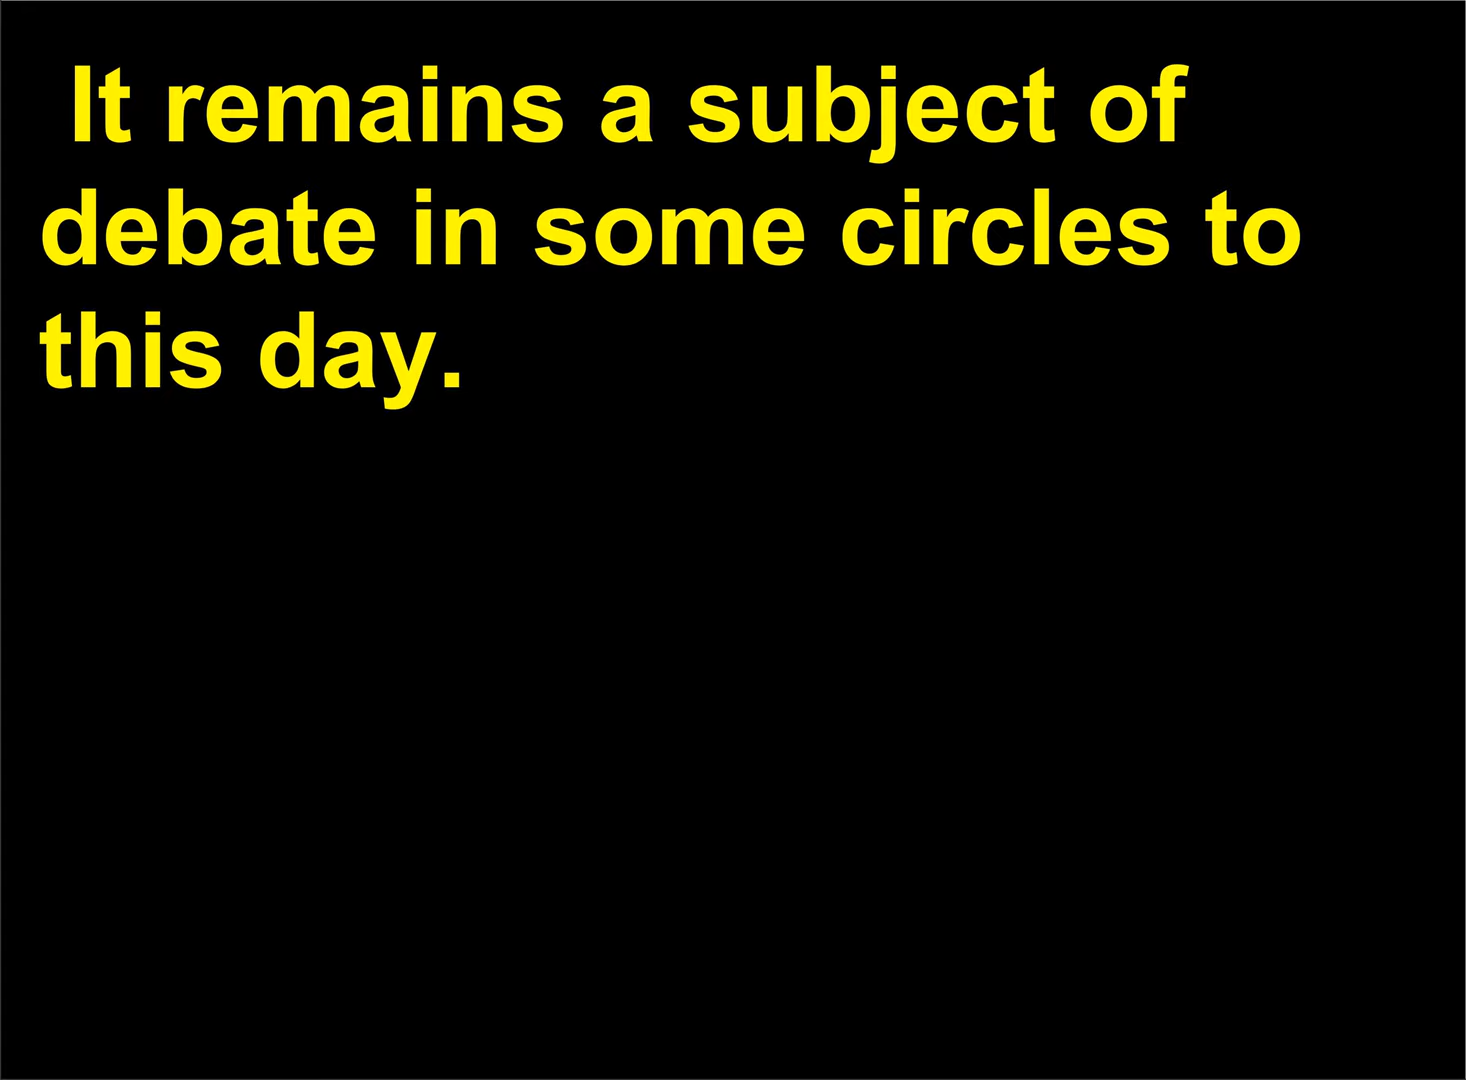 It remains a subject of
debate in some circles to
this day.